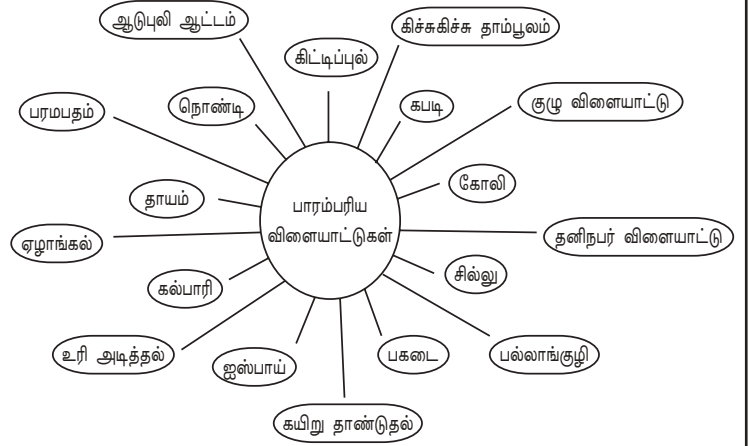 ஆடுபுலி ஆட்டம்
கிச்சுகிச்சு தாம்பூலம்
கிட்டிப்புல்
பரமபதம்
நொண்டி
கபடி
குழு விளையாட்டு
தாயம்
பாரம்பரிய
விளையாட்டுகள்
கோலி
ஏழாங்கல்
தனிநபர் விளையாட்டு
கல்பாரி
சில்லு
உரி அடித்தல்
ஐஸ்பாய்
பகடை
பல்லாங்குழி
கயிறு தாண்டுதல்